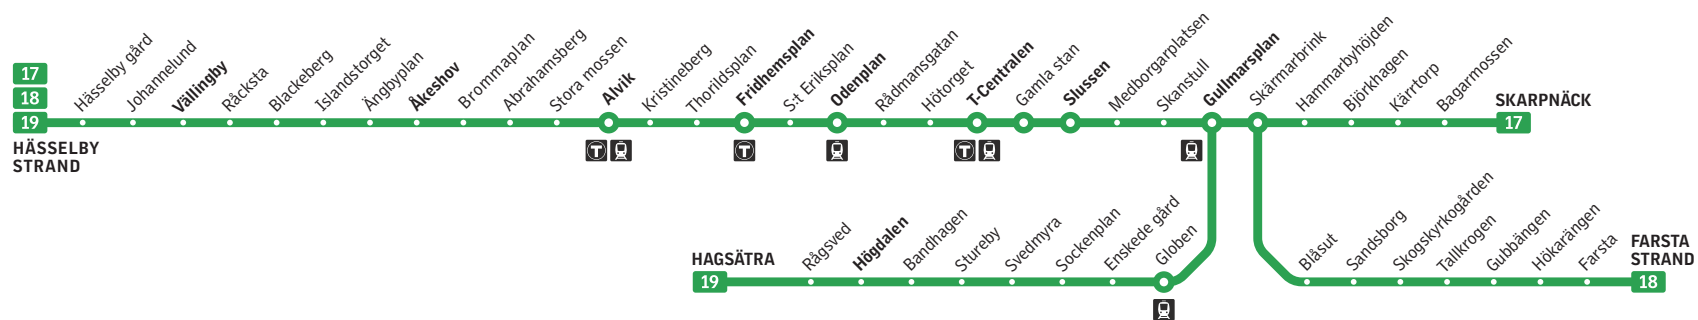 17
18
19
HÄSSELBY
STRAND
Hässelby gård
Johannelund
Vällingby
Råcksta
Blackeberg
Islandstorget
Ängbyplan
Åkeshov
Brommaplan
Abrahamsberg
Stora mossen
Alvik
Kristineberg
Thorildsplan
Fridhemsplan
S:t Eriksplan
Odenplan
Rådmansgatan
Hötorget
T-Centralen
Gamla stan
Slussen
Medborgarplatsen
Skanstull
Gullmarsplan
Skärmarbrink
Hammarbyhöjden
Björkhagen
Kärrtorp
Bagarmossen
SKARPNÄCK
17
T
T
T
HAGSÄTRA
19
Rågsved
Högdalen
Bandhagen
Stureby
Svedmyra
Sockenplan
Enskede gård
Globen
Blåsut
Sandsborg
Skogskyrkogården
Tallkrogen
Gubbängen
Hökarängen
Farsta
FARSTA
STRAND
18